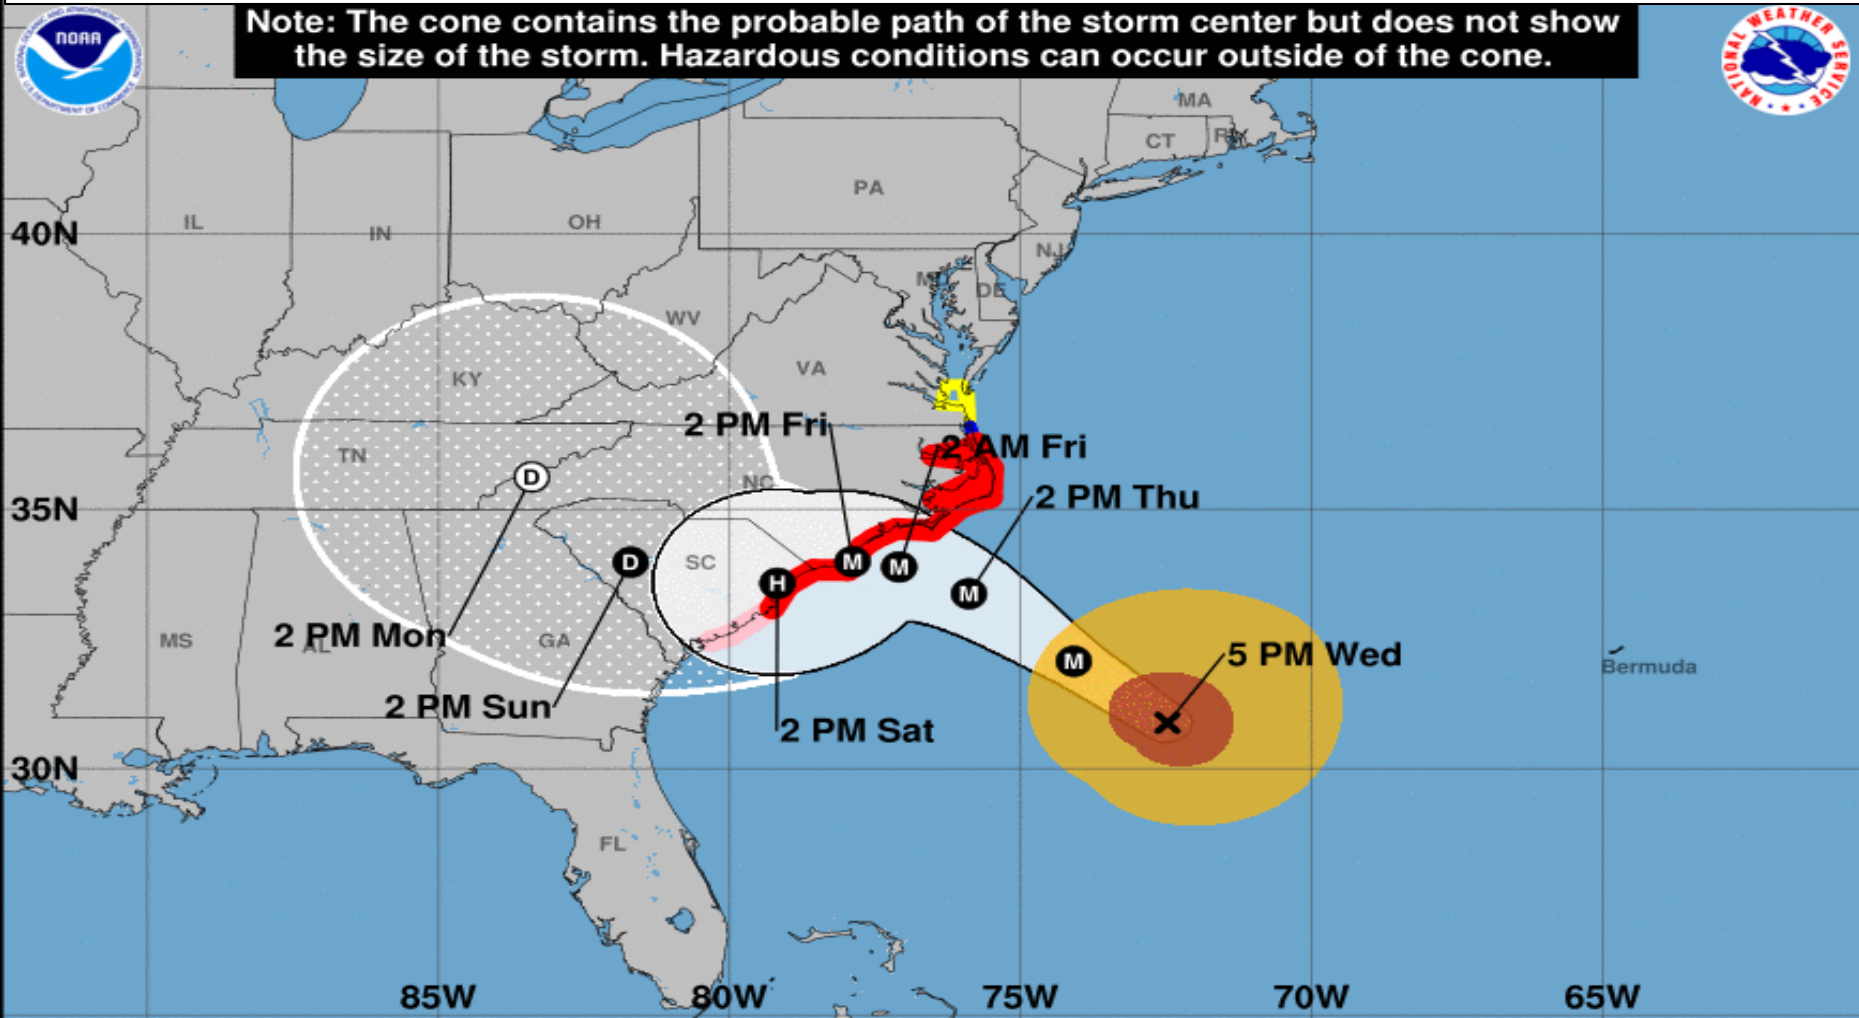 Note: The cone contains the probable path of the storm center but does not show
the size of the storm. Hazardous conditions can occur outside of the cone.
NOAA
NATIONAL WEATHER SERVICE
MA
CT
RI
PA
NJ
40N
IL
IN
OH
MD
DE
WV
VA
KY
2 PM Fri
2 AM Fri
TN
D
NC
2 PM Thu
35N
SC
D
H
M
M
M
2 PM Mon
AL
MS
GA
M
5 PM Wed
Bermuda
2 PM Sun
2 PM Sat
30N
FL
85W
80W
75W
70W
65W